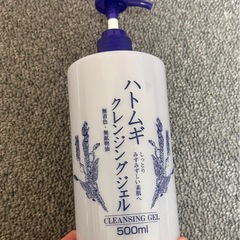 ハトムギ
クレンジングジェル
無着色・無鉱物油
しっとり
みずみずしい素肌へ
CLEANSING GEL
500ml